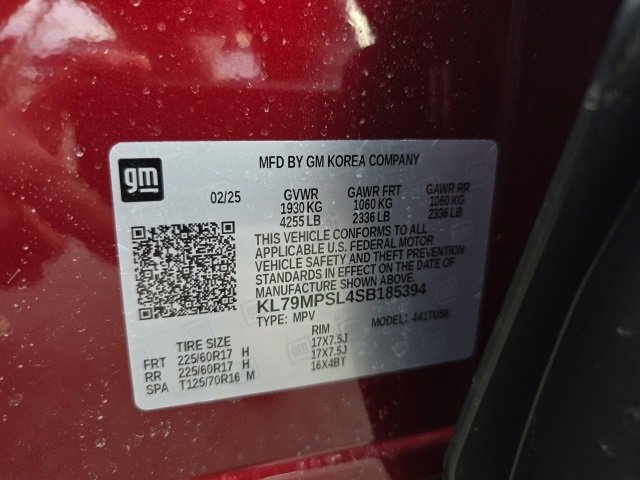 gm
MFD BY GM KOREA COMPANY
02/25 GVWR GAWR FRT GAWR RR
1930 KG 1060 KG 1060 KG
4255 LB 2336 LB 2336 LB
THIS VEHICLE CONFORMS TO ALL
APPLICABLE U.S. FEDERAL MOTOR
VEHICLE SAFETY AND THEFT PREVENTION
STANDARDS IN EFFECT ON THE DATE OF
MANUFACTURE SHOWN ABOVE.
KL79MPSL4SB185394
TYPE: MPV MODEL: 441TU56
TIRE SIZE RIM
FRT 225/60R17 H 17X7.5J
RR 225/60R17 H 17X7.5J
SPA T125/70R16 M 16X4BT